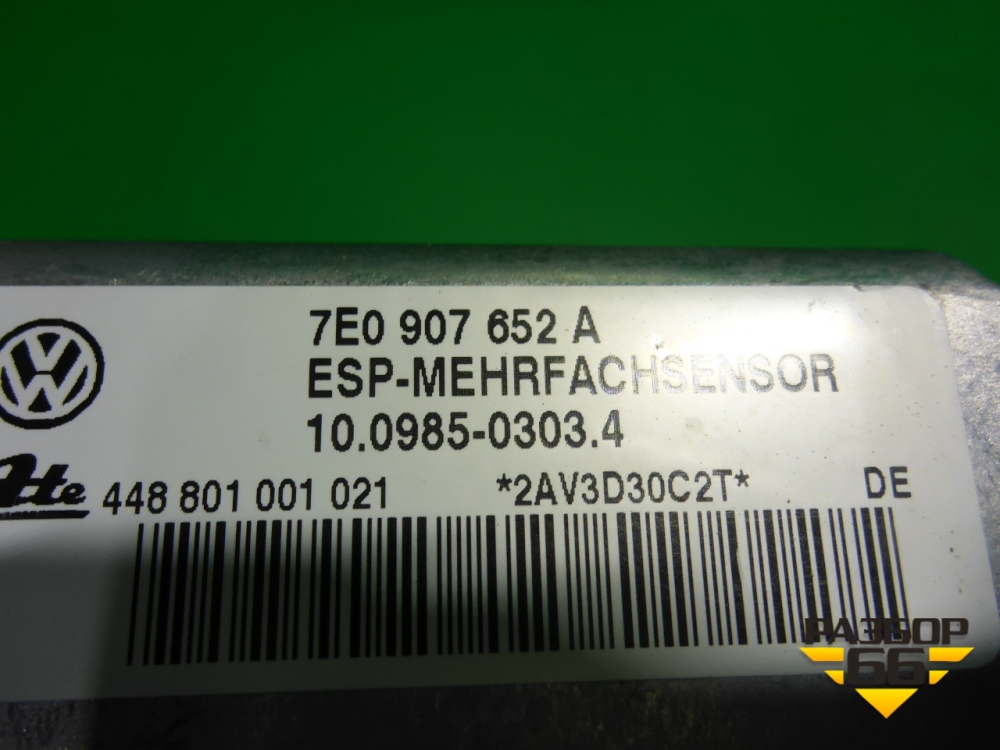 7E0 907 652 A
ESP-MEHRFACHSENSOR
10.0985-0303.4
Ate 448 801 001 021 *2AV3D30C2T* DE
РАЗБОР
66